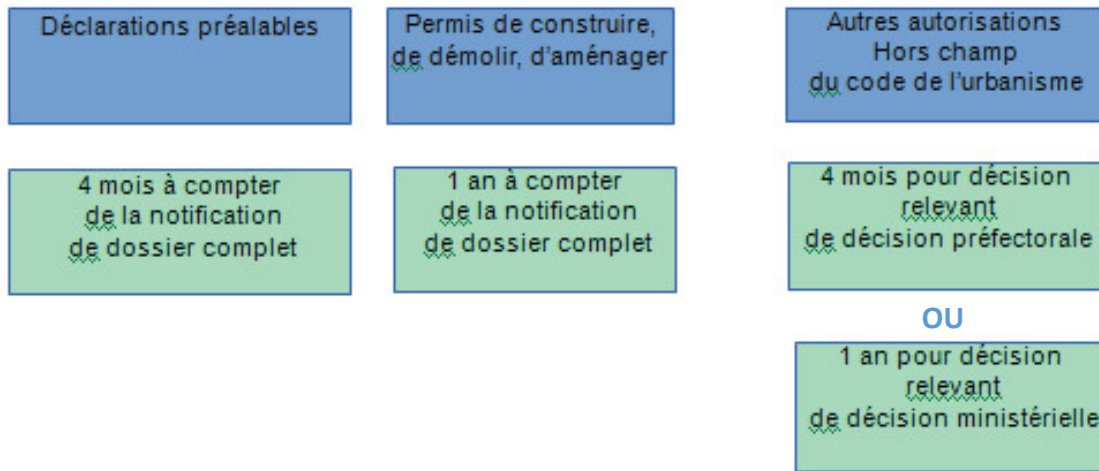 Déclarations préalables
Permis de construire,
de démolir, d’aménager
Autres autorisations
Hors champ
du code de l’urbanisme
4 mois à compter
de la notification
de dossier complet
1 an à compter
de la notification
de dossier complet
4 mois pour décision
relevant
de décision préfectorale
OU
1 an pour décision
relevant
de décision ministérielle